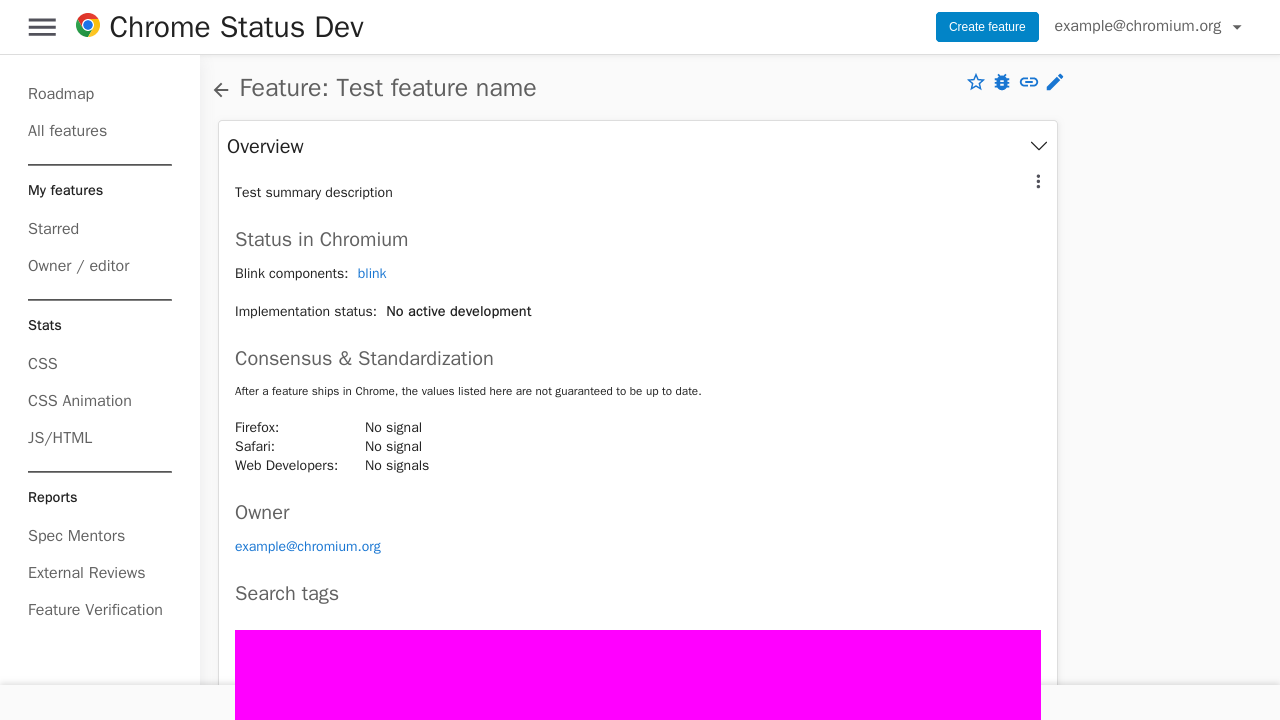 Chrome Status Dev
Create feature
example@chromium.org
Roadmap
All features
My features
Starred
Owner / editor
Stats
CSS
CSS Animation
JS/HTML
Reports
Spec Mentors
External Reviews
Feature Verification
Feature: Test feature name
Overview
Test summary description
Status in Chromium
Blink components: blink
Implementation status: No active development
Consensus & Standardization
After a feature ships in Chrome, the values listed here are not guaranteed to be up to date.
Firefox: No signal
Safari: No signal
Web Developers: No signals
Owner
example@chromium.org
Search tags